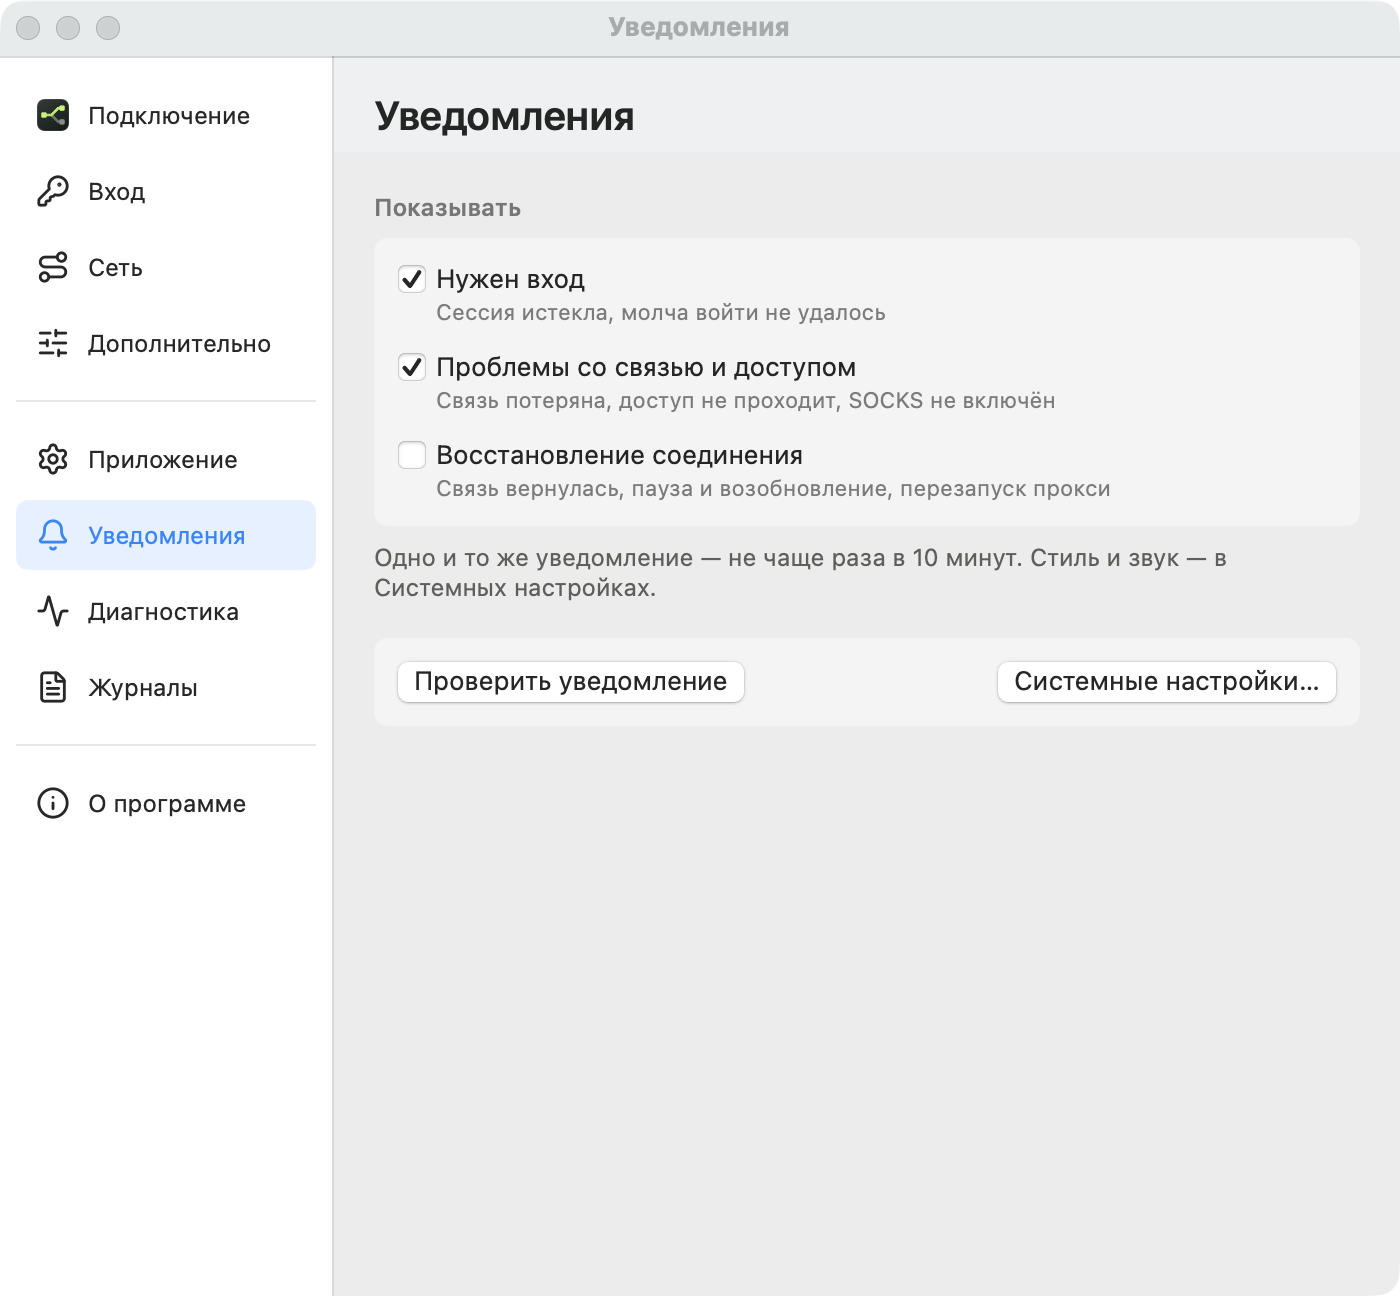 Уведомления
Подключение
Вход
Сеть
Дополнительно
Приложение
Уведомления
Диагностика
Журналы
О программе
Уведомления
Показывать
Нужен вход
Сессия истекла, молча войти не удалось
Проблемы со связью и доступом
Связь потеряна, доступ не проходит, SOCKS не включён
Восстановление соединения
Связь вернулась, пауза и возобновление, перезапуск прокси
Одно и то же уведомление — не чаще раза в 10 минут. Стиль и звук — в
Системных настройках.
Проверить уведомление
Системные настройки...